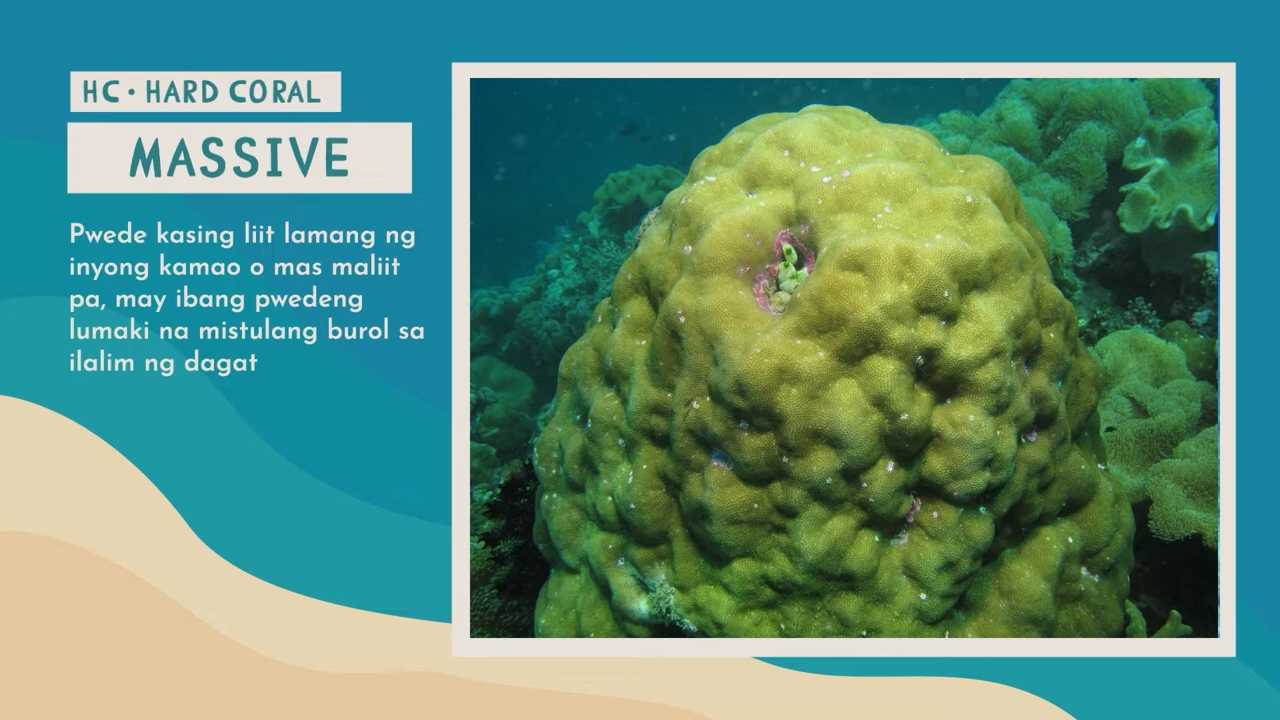 HC • HARD CORAL
MASSIVE
Pwede kasing liit lamang ng
inyong kamao o mas maliit
pa, may ibang pwedeng
lumaki na mistulang burol sa
ilalim ng dagat